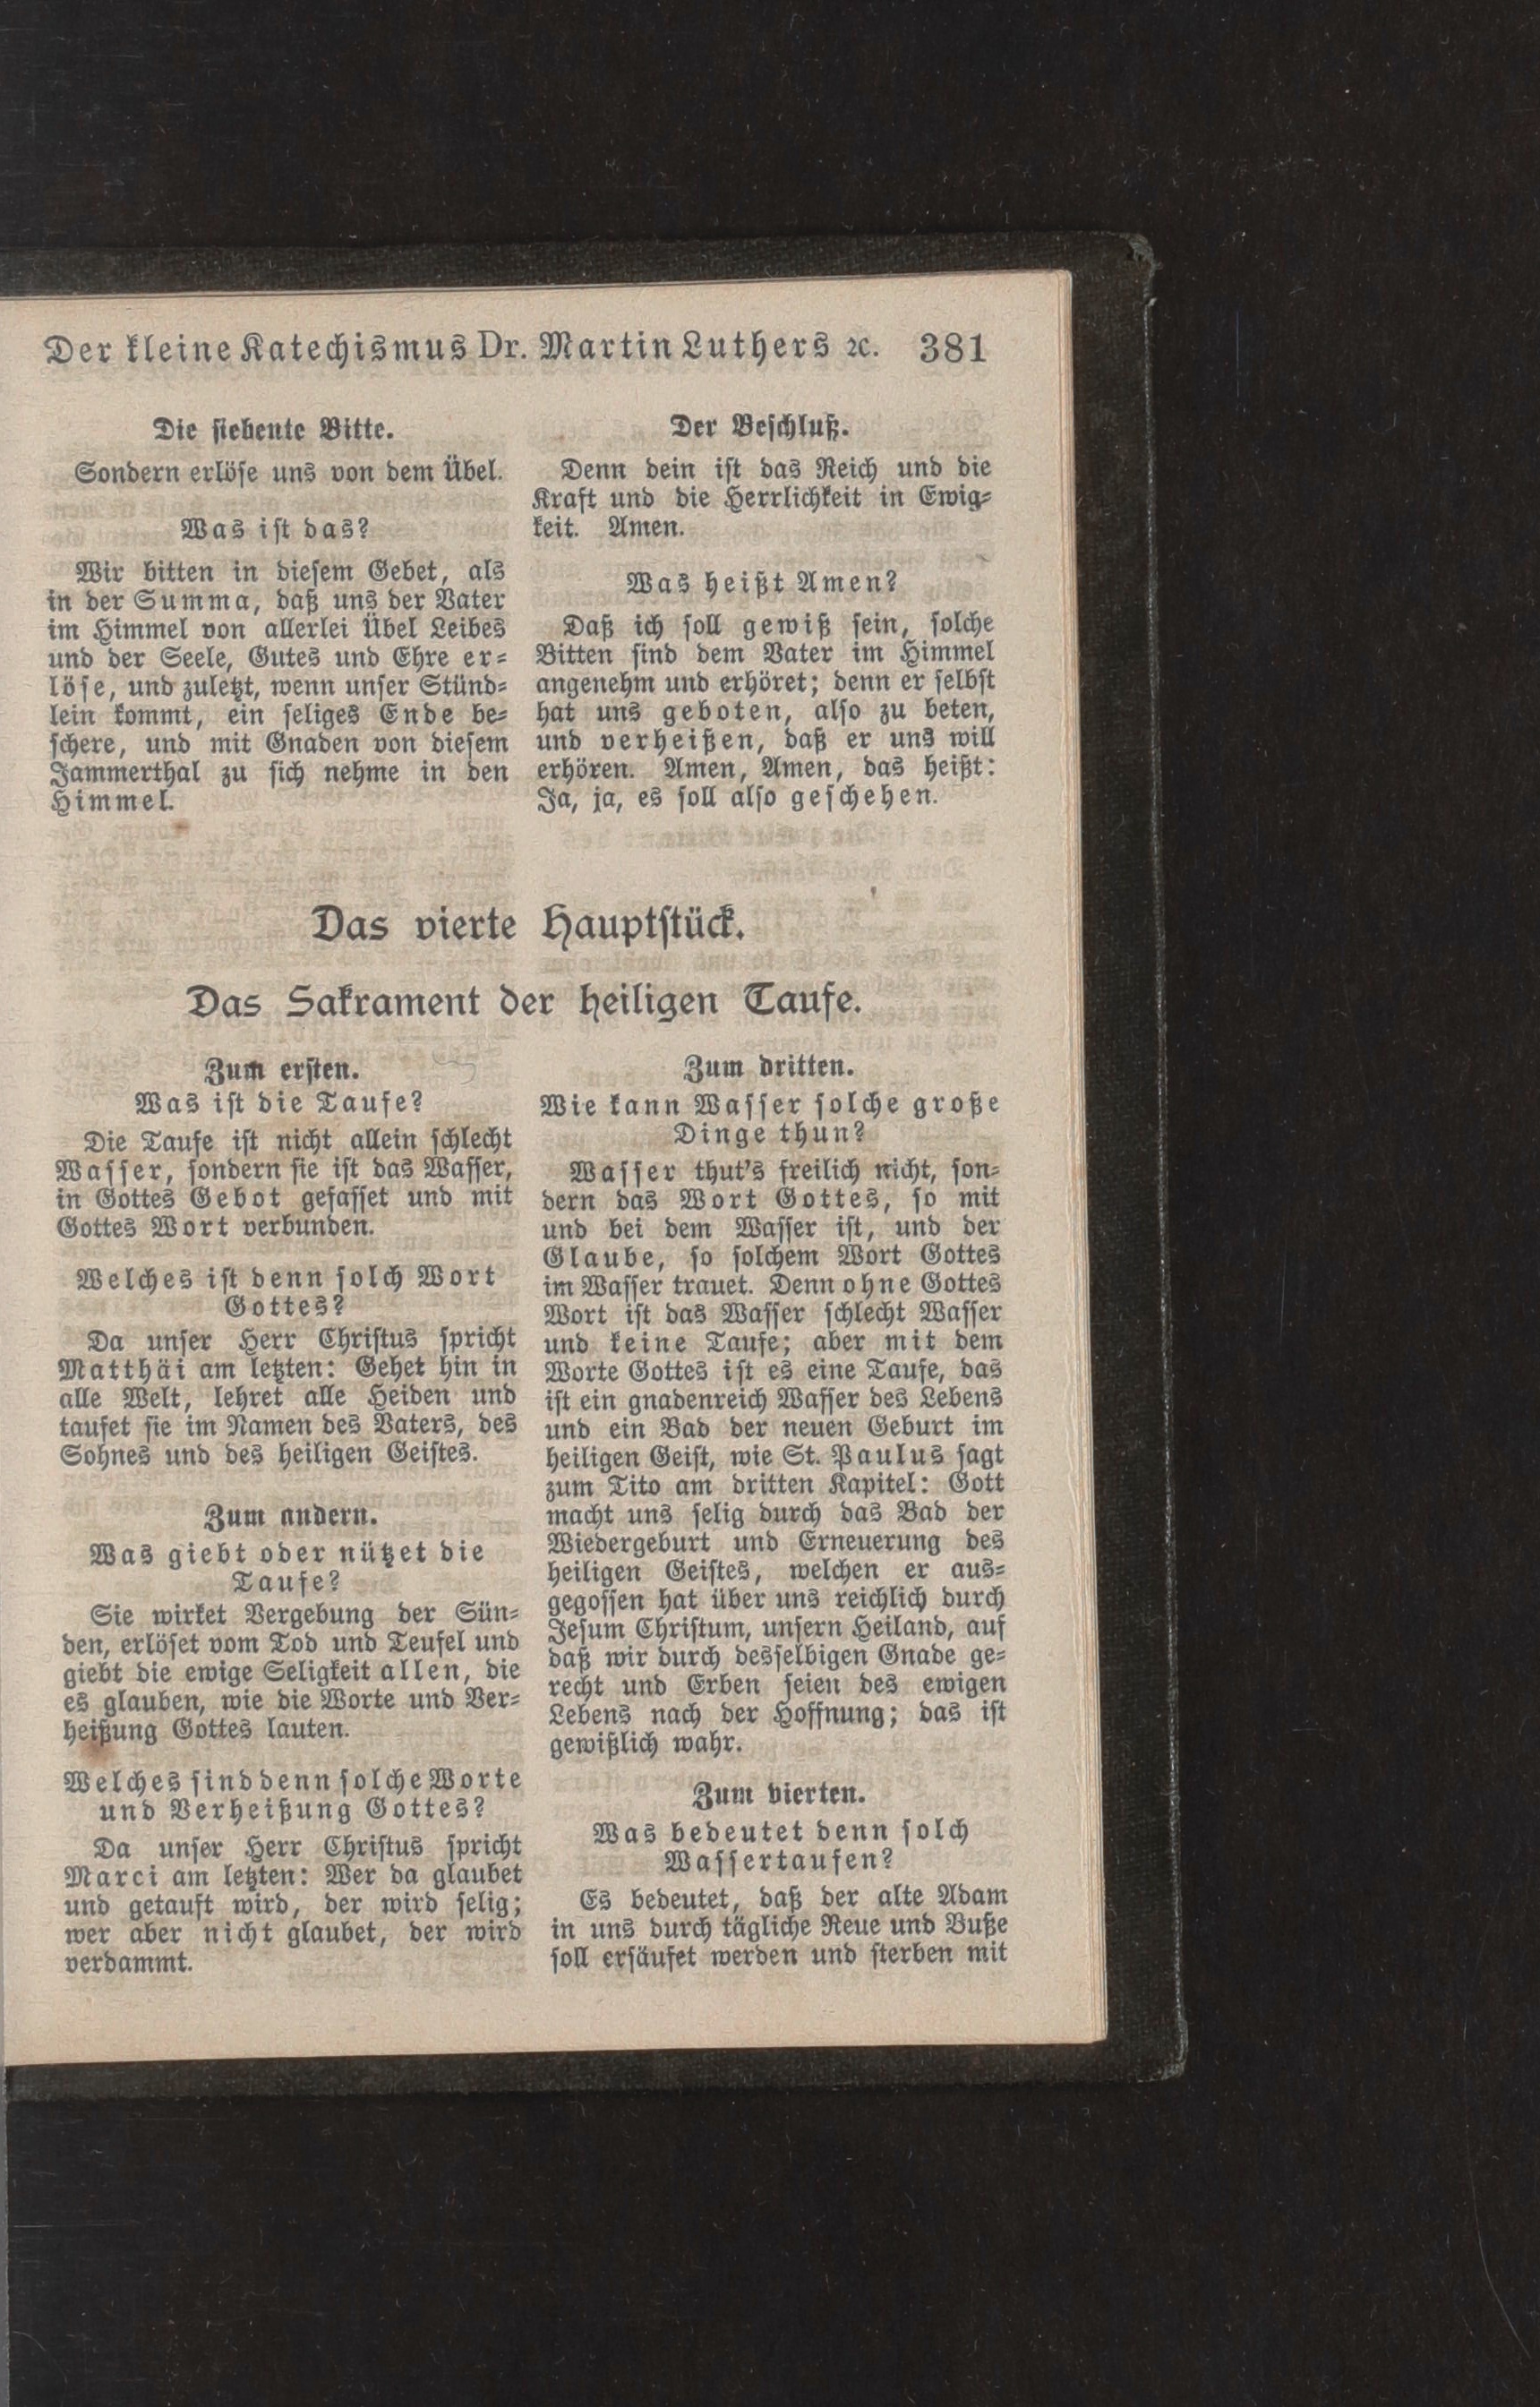 Der kleine Katechismus Dr. Martin Luthers ꝛc. 381
Die siebente Bitte.
Sondern erlöse uns von dem Übel.
Was ist das?
Wir bitten in diesem Gebet, als
in der Summa, daß uns der Vater
im Himmel von allerlei Übel Leibes
und der Seele, Gutes und Ehre er-
löse, und zuletzt, wenn unser Stünd-
lein kommt, ein seliges Ende be-
schere, und mit Gnaden von diesem
Jammerthal zu sich nehme in den
Himmel.
Der Beschluß.
Denn dein ist das Reich und die
Kraft und die Herrlichkeit in Ewig-
keit. Amen.
Was heißt Amen?
Daß ich soll gewiß sein, solche
Bitten sind dem Vater im Himmel
angenehm und erhöret; denn er selbst
hat uns geboten, also zu beten,
und verheißen, daß er uns will
erhören. Amen, Amen, das heißt:
Ja, ja, es soll also geschehen.
Das vierte Hauptstück.
Das Sakrament der heiligen Taufe.
Zum ersten.
Was ist die Taufe?
Die Taufe ist nicht allein schlecht
Wasser, sondern sie ist das Wasser,
in Gottes Gebot gefasset und mit
Gottes Wort verbunden.
Welches ist denn solch Wort
Gottes?
Da unser Herr Christus spricht
Matthäi am letzten: Gehet hin in
alle Welt, lehret alle Heiden und
taufet sie im Namen des Vaters, des
Sohnes und des heiligen Geistes.
Zum andern.
Was giebt oder nützet die
Taufe?
Sie wirket Vergebung der Sün-
den, erlöset vom Tod und Teufel und
giebt die ewige Seligkeit allen, die
es glauben, wie die Worte und Ver-
heißung Gottes lauten.
Welches sind denn solche Worte
und Verheißung Gottes?
Da unser Herr Christus spricht
Marci am letzten: Wer da glaubet
und getauft wird, der wird selig;
wer aber nicht glaubet, der wird
verdammt.
Zum dritten.
Wie kann Wasser solche große
Dinge thun?
Wasser thut's freilich nicht, son-
dern das Wort Gottes, so mit
und bei dem Wasser ist, und der
Glaube, so solchem Wort Gottes
im Wasser trauet. Denn ohne Gottes
Wort ist das Wasser schlecht Wasser
und keine Taufe; aber mit dem
Worte Gottes ist es eine Taufe, das
ist ein gnadenreich Wasser des Lebens
und ein Bad der neuen Geburt im
heiligen Geist, wie St. Paulus sagt
zum Tito am dritten Kapitel: Gott
macht uns selig durch das Bad der
Wiedergeburt und Erneuerung des
heiligen Geistes, welchen er aus-
gegossen hat über uns reichlich durch
Jesum Christum, unsern Heiland, auf
daß wir durch desselbigen Gnade ge-
recht und Erben seien des ewigen
Lebens nach der Hoffnung; das ist
gewißlich wahr.
Zum vierten.
Was bedeutet denn solch
Wassertaufen?
Es bedeutet, daß der alte Adam
in uns durch tägliche Reue und Buße
soll ersäufet werden und sterben mit